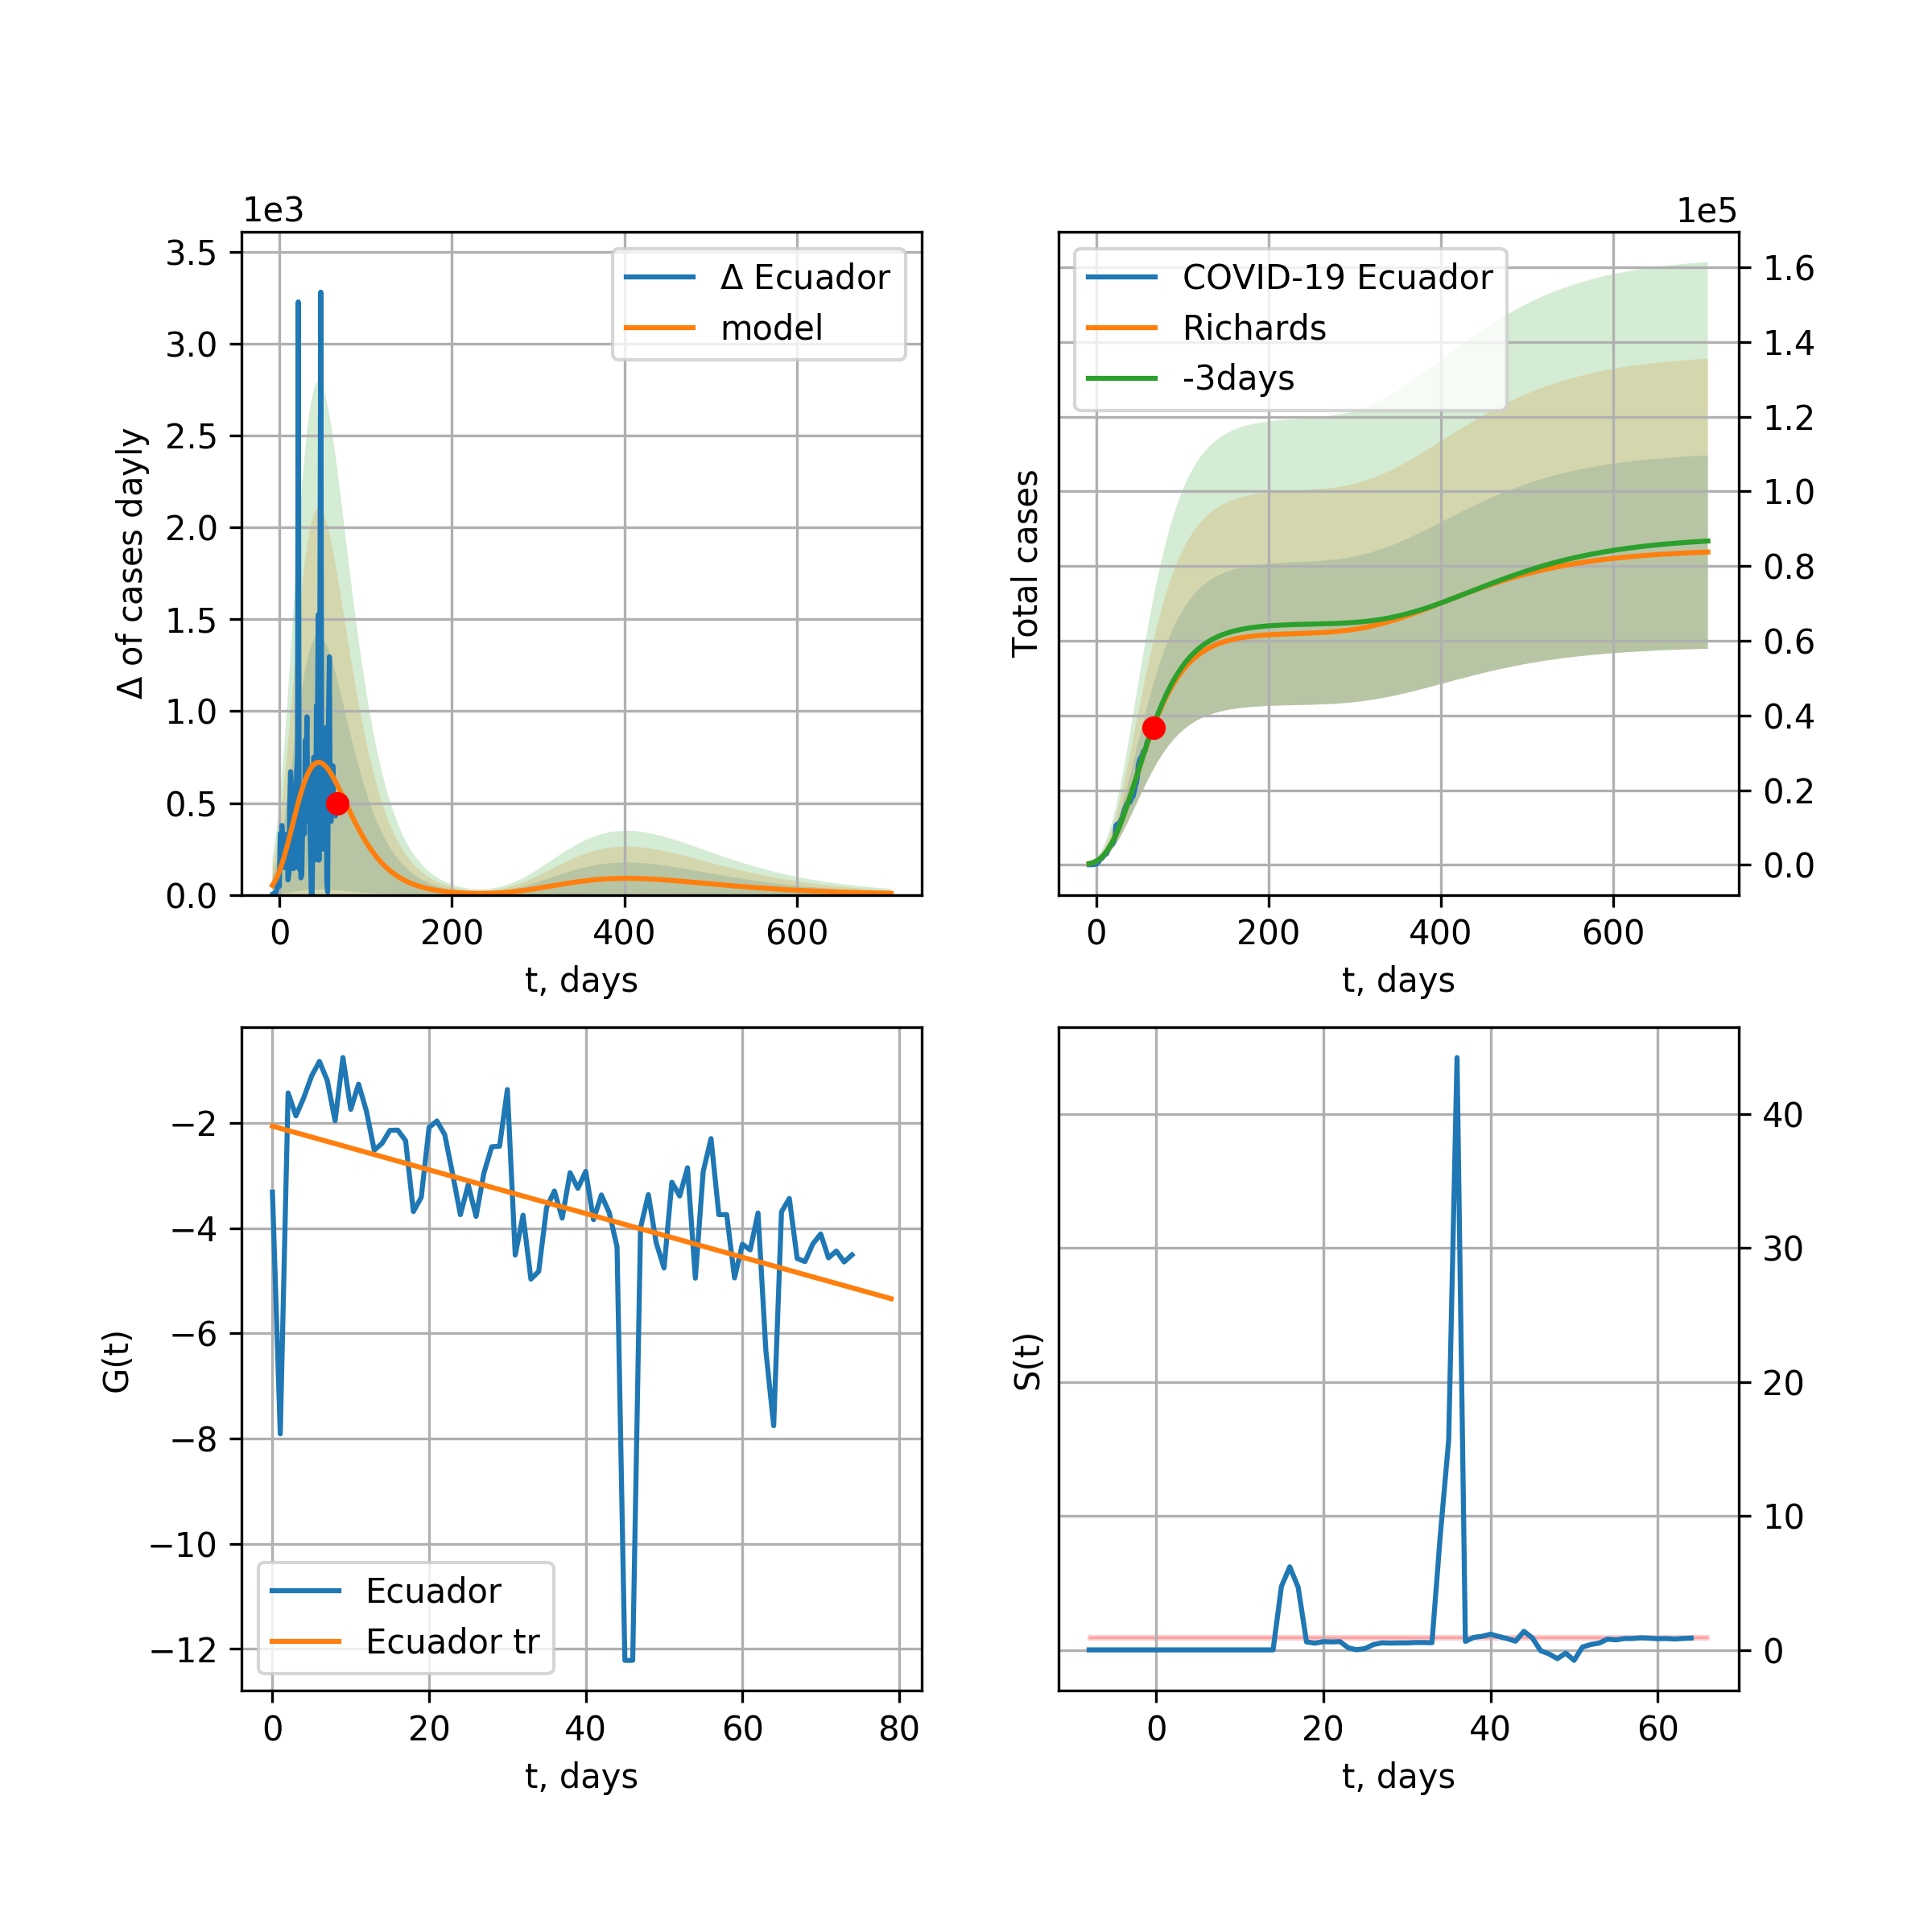 1e3
3.5
3.0
2.5
2.0
1.5
1.0
0.5
0.0
Δ of cases dayly
Δ Ecuador
model
0 200 400 600
t, days
1e5
COVID-19 Ecuador
Richards
-3days
Total cases
1.6
1.4
1.2
1.0
0.8
0.6
0.4
0.2
0.0
0 200 400 600
t, days
G(t)
−2
−4
−6
−8
−10
−12
Ecuador
Ecuador tr
0 20 40 60 80
t, days
S(t)
40
30
20
10
0
0 20 40 60
t, days